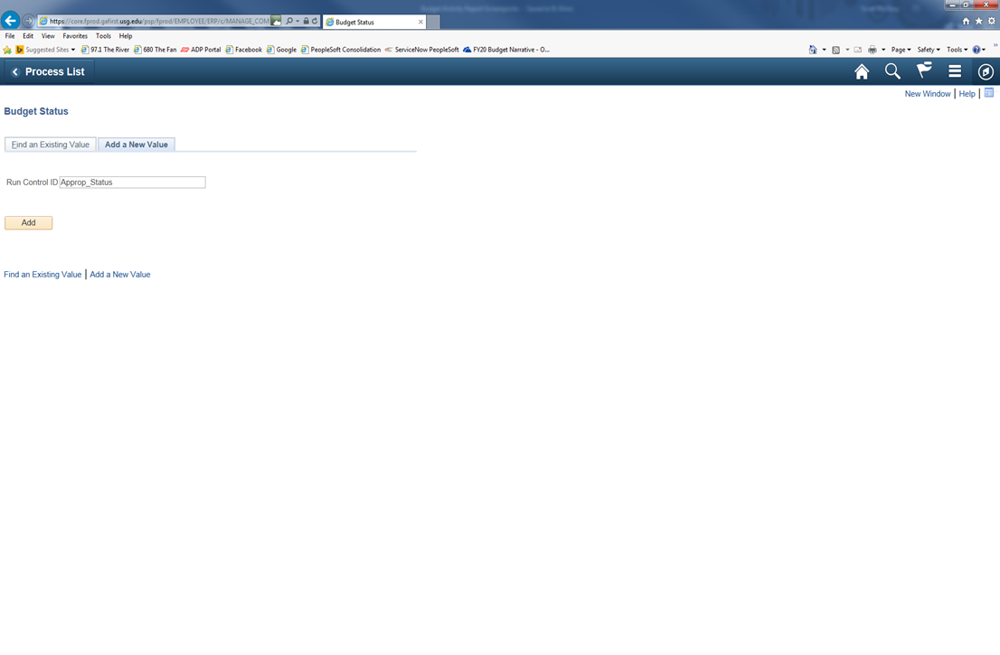 https://core.fprod.gafirst.usg.edu/psp/fprod/EMPLOYEE/ERP/c/MANAGE_COM
Budget Status
File Edit View Favorites Tools Help
Suggested Sites 97.1 The River 680 The Fan ADP Portal Facebook Google PeopleSoft Consolidation ServiceNow PeopleSoft FY20 Budget Narrative - O... Page Safety Tools
Process List
New Window Help
Budget Status
Find an Existing Value Add a New Value
Run Control ID Approp_Status
Add
Find an Existing Value Add a New Value